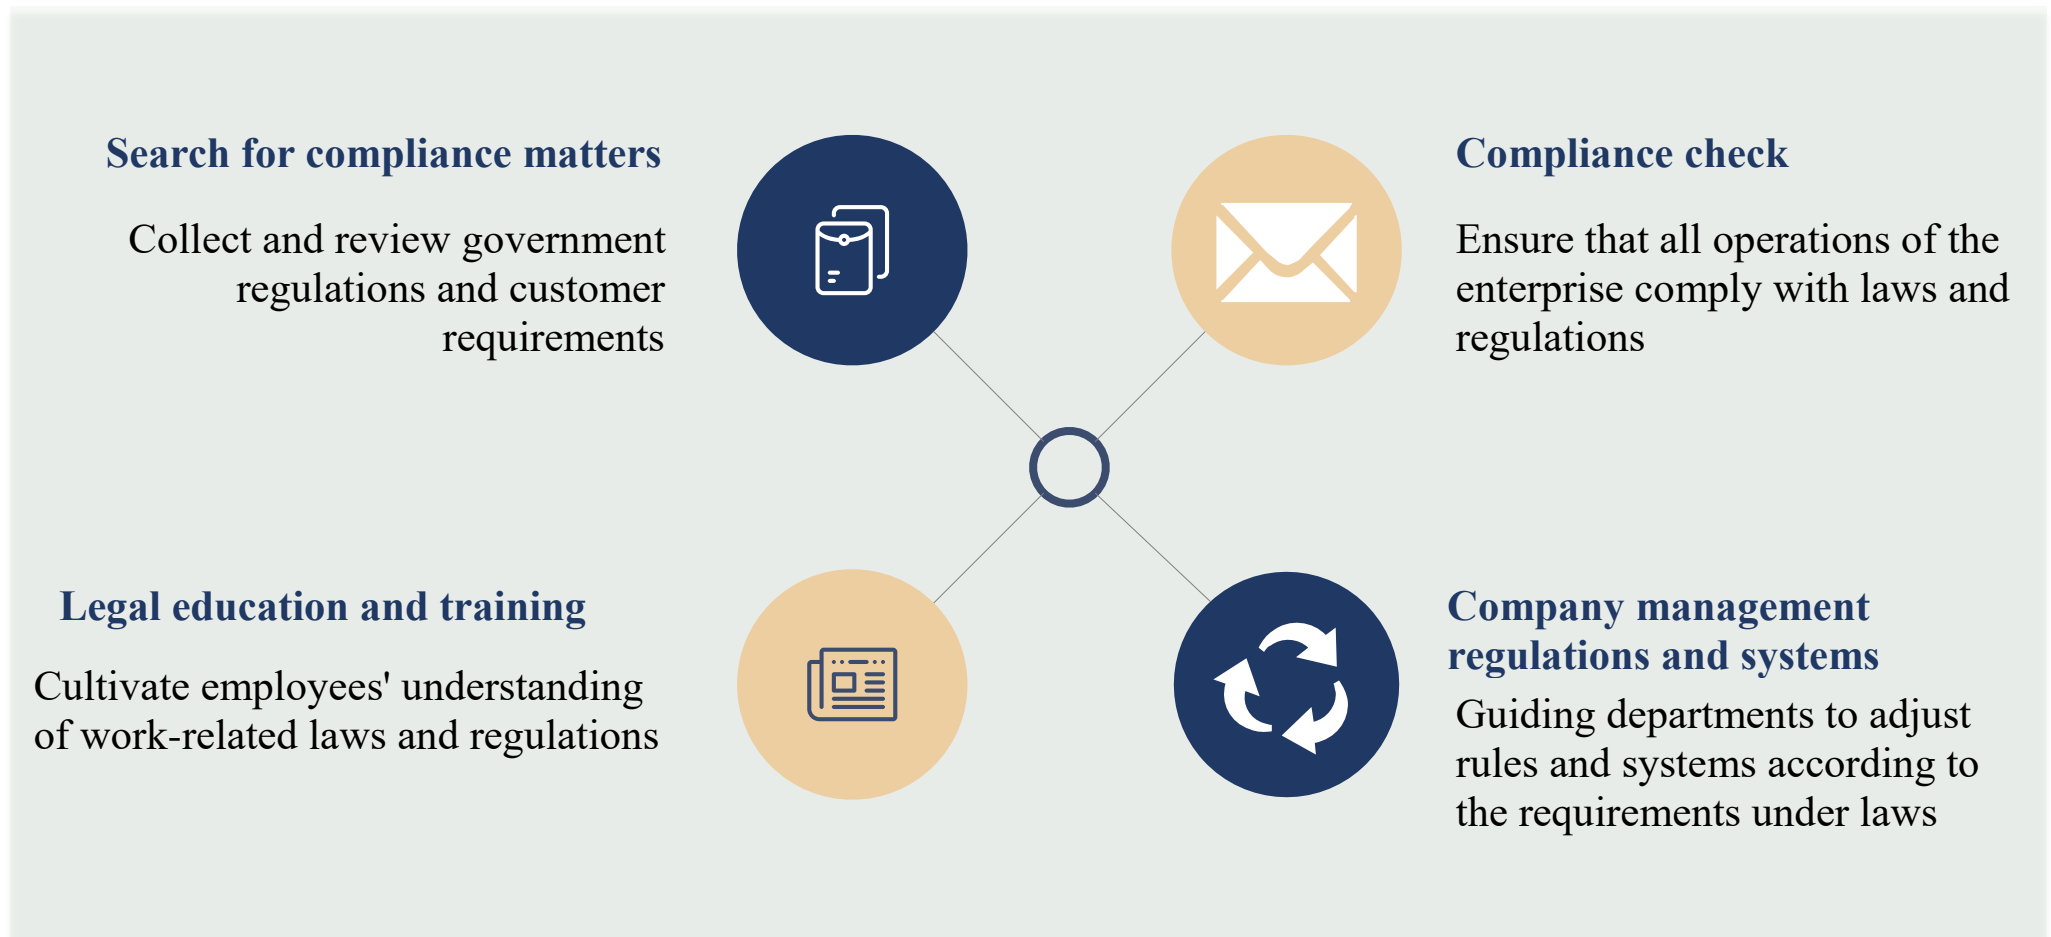 Search for compliance matters
Collect and review government
regulations and customer
requirements
Compliance check
Ensure that all operations of the
enterprise comply with laws and
regulations
Legal education and training
Cultivate employees' understanding
of work-related laws and regulations
Company management
regulations and systems
Guiding departments to adjust
rules and systems according to
the requirements under laws